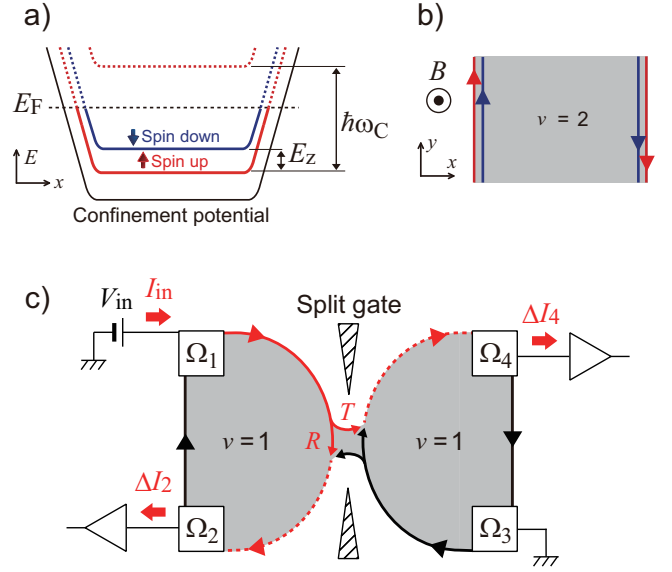 a)
E_F
Spin down
Spin up
E_Z
ħω_C
E
x
Confinement potential
b)
B
ν = 2
y
x
c)
V_in
I_in
Split gate
ΔI_4
Ω_1
Ω_4
T
R
ν = 1
ν = 1
ΔI_2
Ω_2
Ω_3